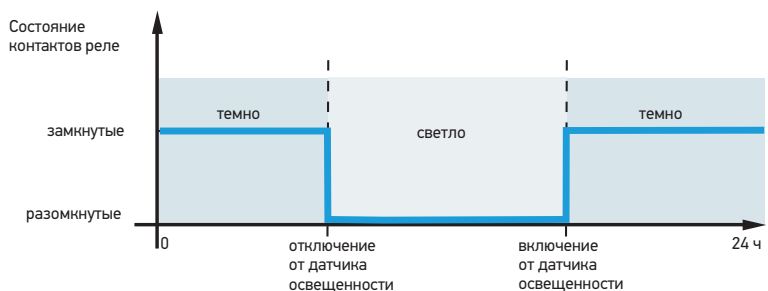 Состояние
контактов реле
темно
темно
замкнутые
светло
разомкнутые
0
24 ч
отключение
от датчика
освещенности
включение
от датчика
освещенности